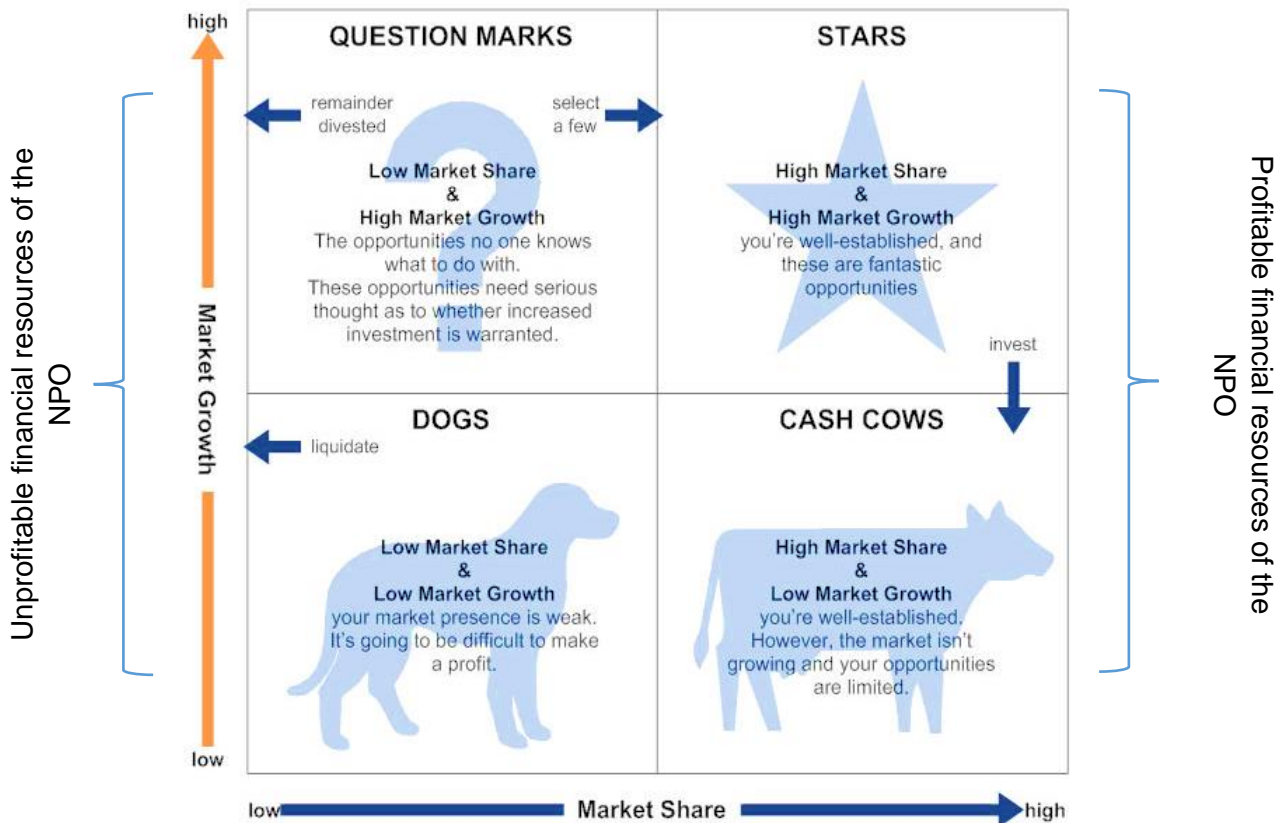 high
QUESTION MARKS
STARS
remainder
divested
select
a few
Low Market Share
&
High Market Growth
The opportunities no one knows
what to do with.
These opportunities need serious
thought as to whether increased
investment is warranted.
High Market Share
&
High Market Growth
you're well-established, and
these are fantastic
opportunities
invest
Unprofitable financial resources of the
NPO
Market Growth
Profitable financial resources of the
NPO
DOGS
CASH COWS
liquidate
Low Market Share
&
Low Market Growth
your market presence is weak.
It's going to be difficult to make
a profit.
High Market Share
&
Low Market Growth
you're well-established.
However, the market isn't
growing and your opportunities
are limited.
low
low
Market Share
high